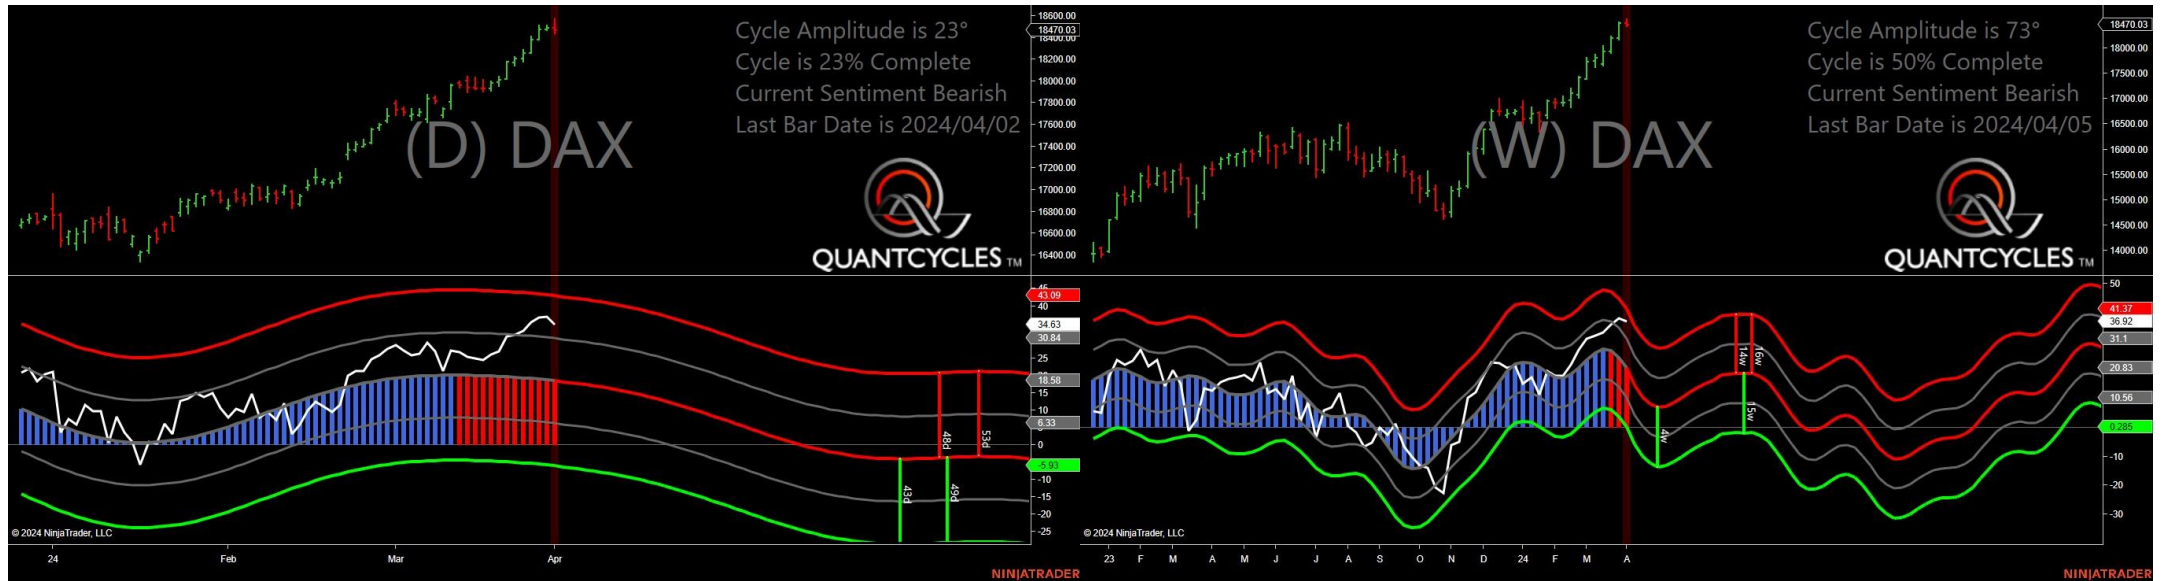 Cycle Amplitude is 23°
Cycle is 23% Complete
Current Sentiment Bearish
Last Bar Date is 2024/04/02
(D) DAX
QUANTCYCLES TM
18600.00
18470.03
18400.00
18200.00
18000.00
17800.00
17600.00
17400.00
17200.00
17000.00
16800.00
16600.00
16400.00
45
43.09
40
34.63
30.84
25
20
18.58
15
10
6.33
5
0
-5.93
-10
-15
-20
-25
43d
48d
49d
53d
© 2024 NinjaTrader, LLC
24 Feb Mar Apr
NINJATRADER
Cycle Amplitude is 73°
Cycle is 50% Complete
Current Sentiment Bearish
Last Bar Date is 2024/04/05
(W) DAX
QUANTCYCLES TM
18470.03
18000.00
17500.00
17000.00
16500.00
16000.00
15500.00
15000.00
14500.00
14000.00
50
41.37
36.92
31.1
20.83
10.56
0.285
-10
-20
-30
4w
14w
15w
16w
© 2024 NinjaTrader, LLC
23 F M A M J J A S O N D 24 F M A
NINJATRADER